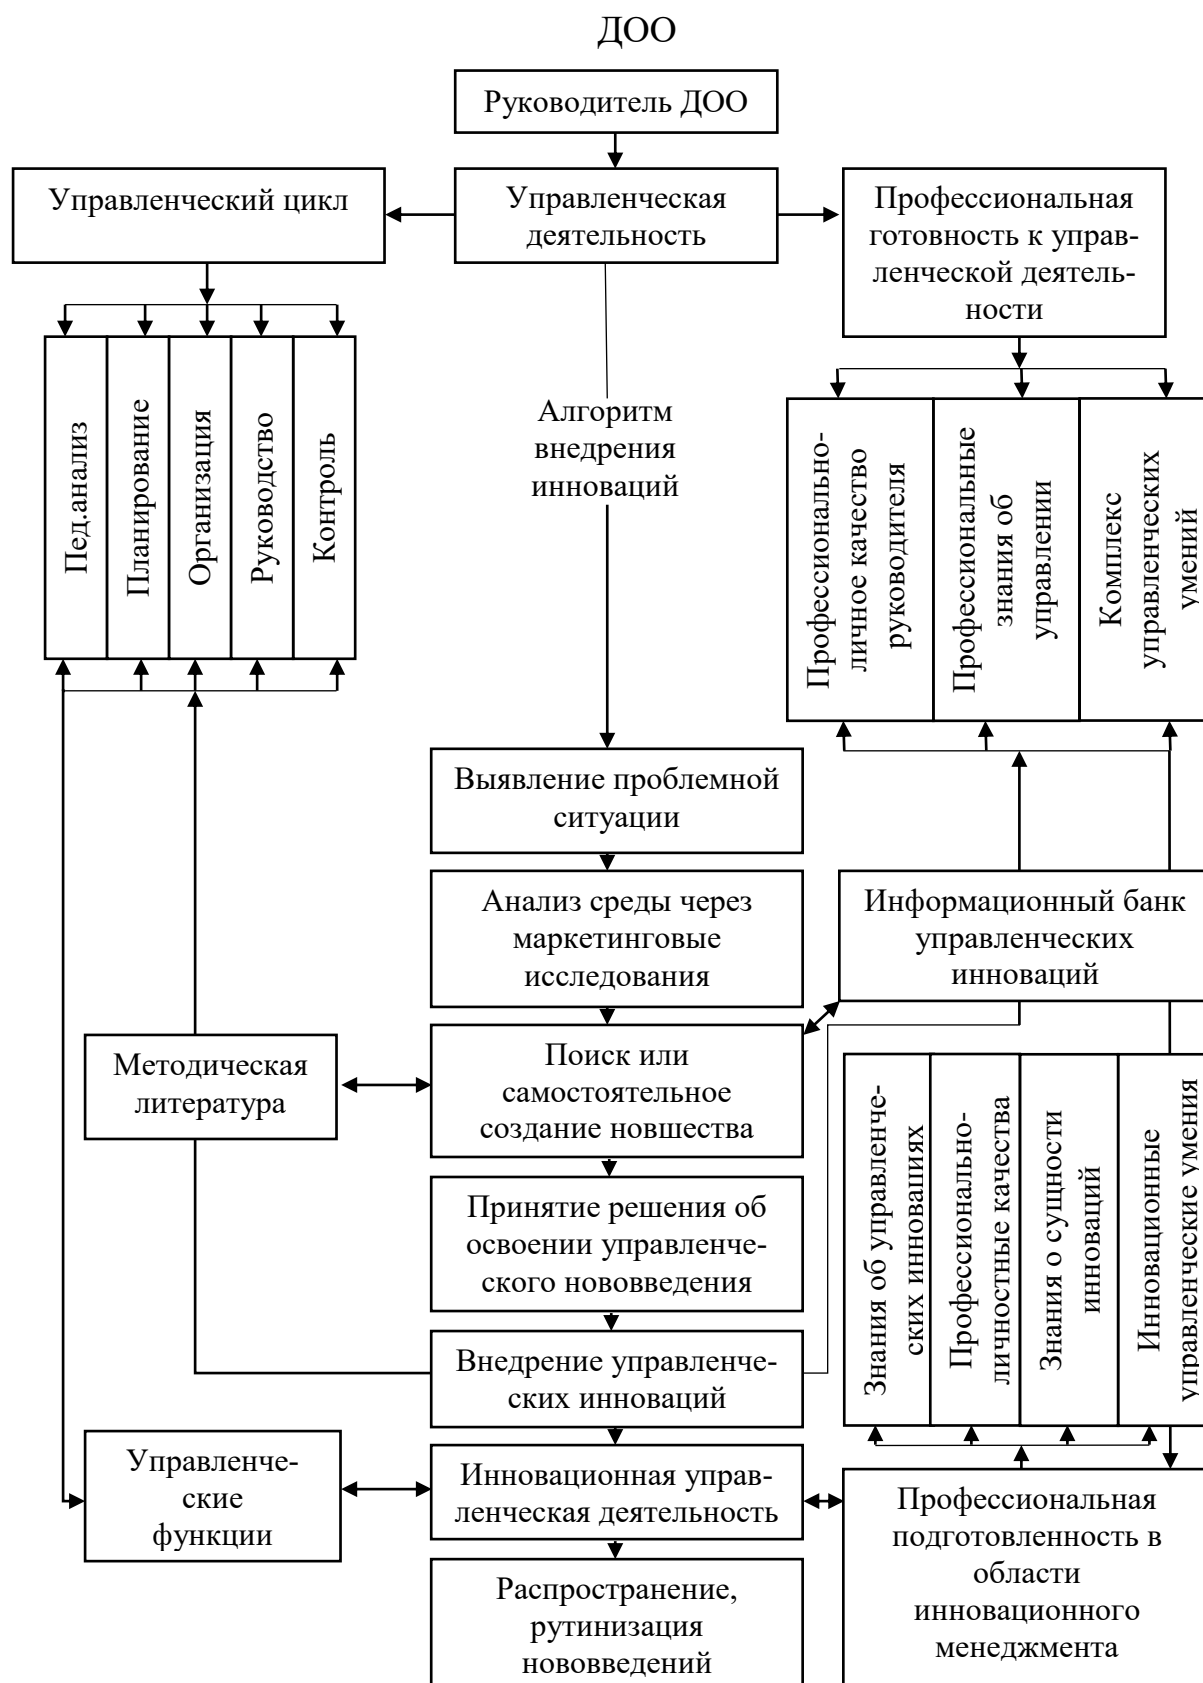 ДОО
Руководитель ДОО
Управленческий цикл
Управленческая
деятельность
Профессиональная
готовность к управ-
ленческой деятель-
ности
Пед.анализ
Планирование
Организация
Руководство
Контроль
Алгоритм
внедрения
инноваций
Профессионально-
личное качество
руководителя
Профессиональные
знания об
управлении
Комплекс
управленческих
умений
Выявление проблемной
ситуации
Анализ среды через
маркетинговые
исследования
Информационный банк
управленческих
инноваций
Методическая
литература
Поиск или
самостоятельное
создание новшества
Знания об управленче-
ских инновациях
Профессионально-
личностные качества
Знания о сущности
инноваций
Инновационные
управленческие умения
Принятие решения об
освоении управленче-
ского нововведения
Внедрение управленче-
ских инноваций
Управленче-
ские
функции
Инновационная управ-
ленческая деятельность
Профессиональная
подготовленность в
области
инновационного
менеджмента
Распространение,
рутинизация
нововведений